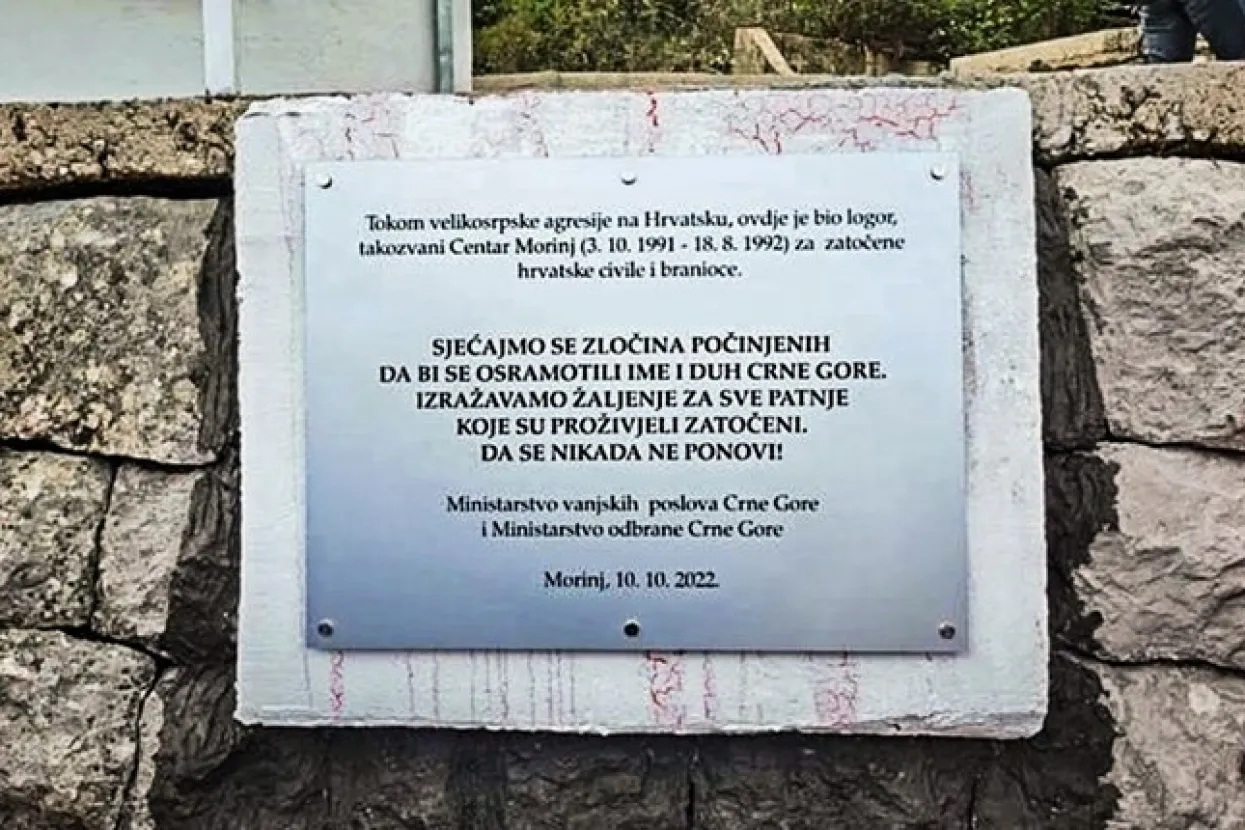 Tokom velikosrpske agresije na Hrvatsku, ovdje je bio logor,
takozvani Centar Morinj (3. 10. 1991 - 18. 8. 1992) za zatočene
hrvatske civile i branioce.
SJEĆAJMO SE ZLOČINA POČINJENIH
DA BI SE OSRAMOTILI IME I DUH CRNE GORE.
IZRAŽAVAMO ŽALJENJE ZA SVE PATNJE
KOJE SU PROŽIVJELI ZATOČENI.
DA SE NIKADA NE PONOVI!
Ministarstvo vanjskih poslova Crne Gore
i Ministarstvo odbrane Crne Gore
Morinj, 10. 10. 2022.